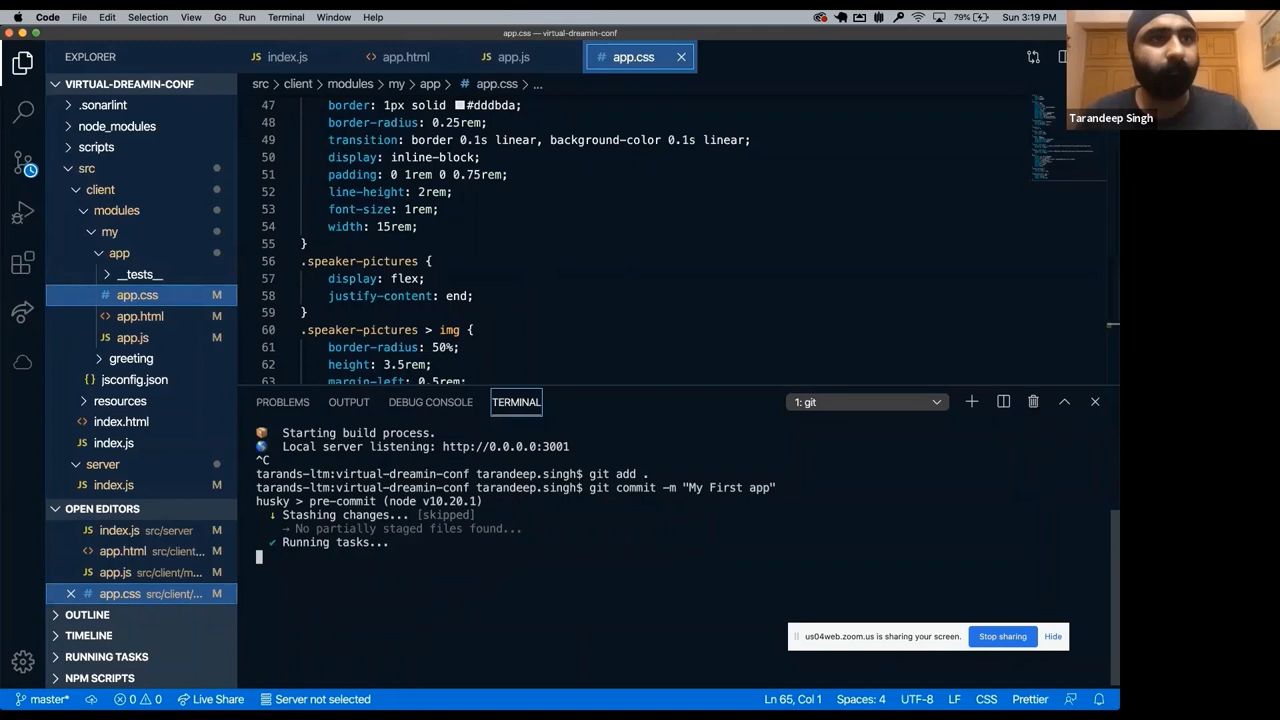 Code File Edit Selection View Go Run Terminal Window Help 79% Sun 3:19 PM
app.css — virtual-dreamin-conf
EXPLORER
JS index.js
<> app.html
JS app.js
# app.css
VIRTUAL-DREAMIN-CONF
.sonarlint
node_modules
scripts
src
client
modules
my
app
__tests__
# app.css M
<> app.html M
JS app.js M
greeting
{} jsconfig.json
resources
<> index.html
JS index.js
server
JS index.js
OPEN EDITORS
JS index.js src/server
<> app.html src/client... M
JS app.js src/client/m... M
# app.css src/client/... M
OUTLINE
TIMELINE
RUNNING TASKS
NPM SCRIPTS
src > client > modules > my > app > # app.css > ...
47 border: 1px solid #dddbda;
48 border-radius: 0.25rem;
49 transition: border 0.1s linear, background-color 0.1s linear;
50 display: inline-block;
51 padding: 0 1rem 0 0.75rem;
52 line-height: 2rem;
53 font-size: 1rem;
54 width: 15rem;
55 }
56 .speaker-pictures {
57 display: flex;
58 justify-content: end;
59 }
60 .speaker-pictures > img {
61 border-radius: 50%;
62 height: 3.5rem;
63 margin-left: 0.5rem;
PROBLEMS OUTPUT DEBUG CONSOLE TERMINAL 1: git
Starting build process.
Local server listening: http://0.0.0.0:3001
^C
tarands-ltm:virtual-dreamin-conf tarandeep.singh$ git add .
tarands-ltm:virtual-dreamin-conf tarandeep.singh$ git commit -m "My First app"
husky > pre-commit (node v10.20.1)
↓ Stashing changes... [skipped]
→ No partially staged files found...
✔ Running tasks...
us04web.zoom.us is sharing your screen. Stop sharing Hide
master* 0 0 Live Share Server not selected Ln 65, Col 1 Spaces: 4 UTF-8 LF CSS Prettier
Tarandeep Singh